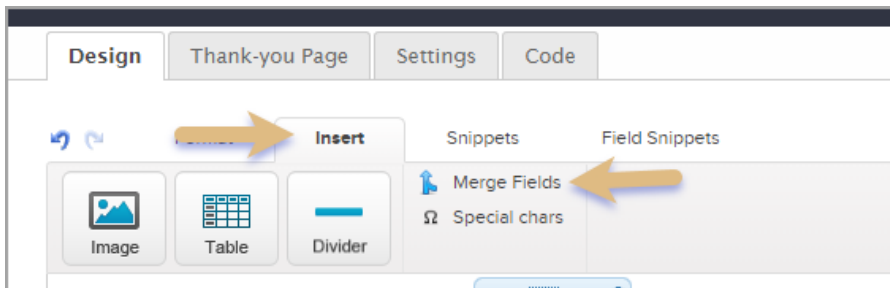 Design Thank-you Page Settings Code
Insert Snippets Field Snippets
Merge Fields
Ω Special chars
Image Table Divider